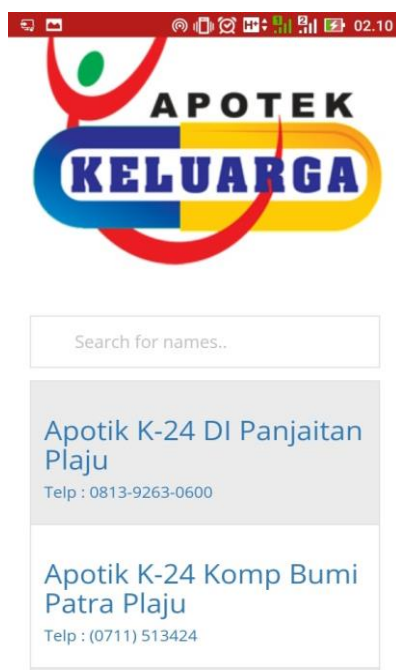 02.10
APOTEK
KELUARGA
Search for names..
Apotik K-24 DI Panjaitan
Plaju
Telp : 0813-9263-0600
Apotik K-24 Komp Bumi
Patra Plaju
Telp : (0711) 513424